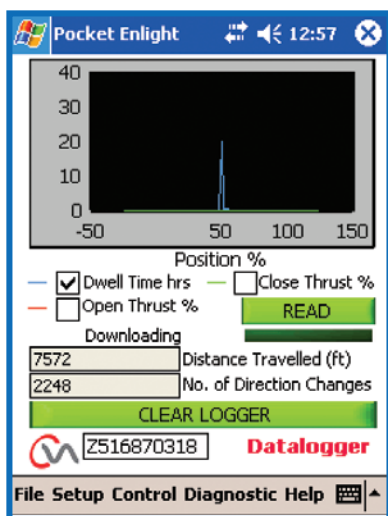 Pocket Enlight 12:57
40
30
20
10
0
-50 50 100 150
Position %
Dwell Time hrs Close Thrust %
Open Thrust % READ
Downloading
7572 Distance Travelled (ft)
2248 No. of Direction Changes
CLEAR LOGGER
Z516870318 Datalogger
File Setup Control Diagnostic Help